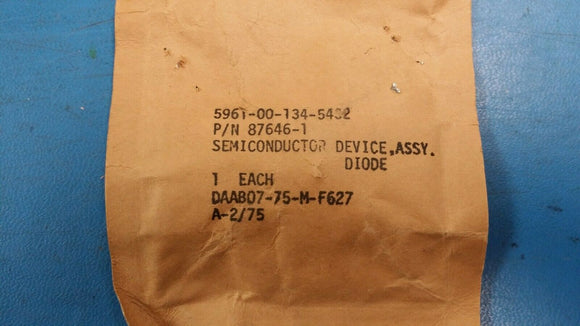 5961-00-134-5432
P/N 87646-1
SEMICONDUCTOR DEVICE,ASSY.
DIODE
1 EACH
DAAB07-75-M-F627
A-2/75